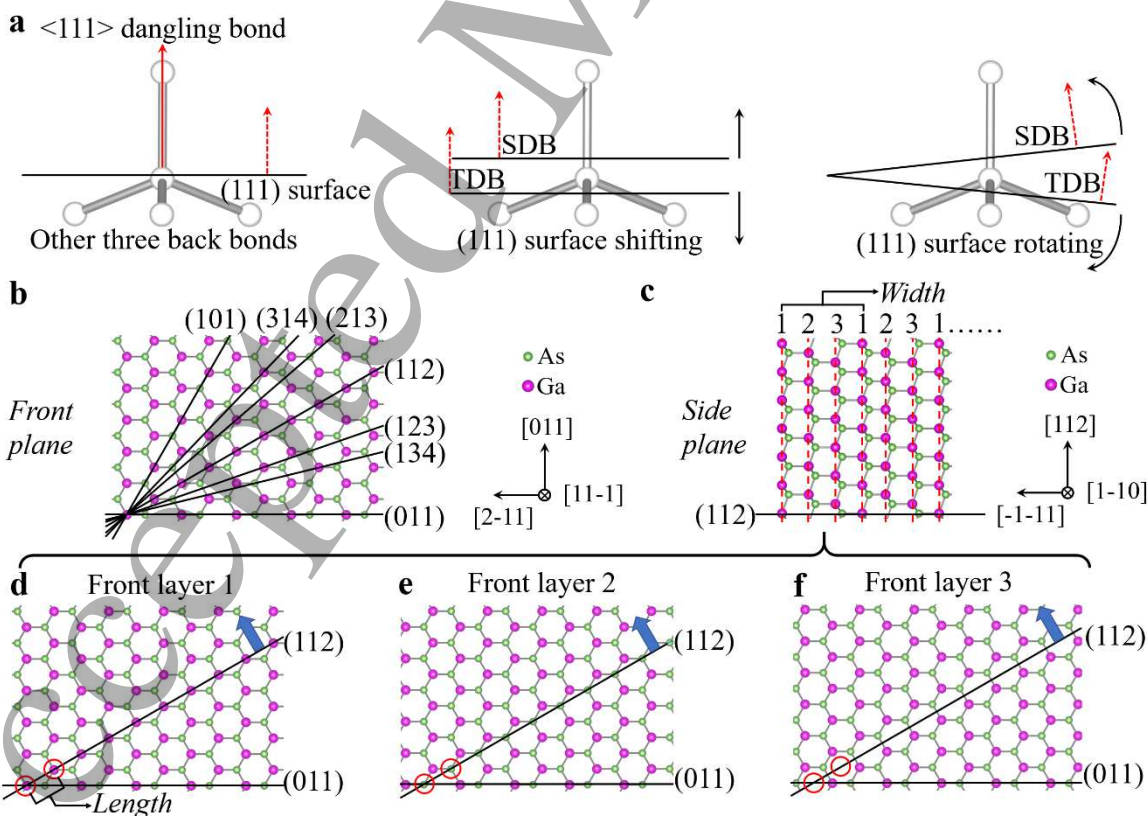 a
<111> dangling bond
(111) surface
Other three back bonds
SDB
TDB
(111) surface shifting
SDB
TDB
(111) surface rotating
b
(101) (314) (213)
(112)
(123)
(134)
(011)
Front
plane
As
Ga
[011]
[11-1]
[2-11]
c
Width
1 2 3 1 2 3 1 ......
Side
plane
As
Ga
[112]
[1-10]
[-1-11]
(112)
d Front layer 1
(112)
(011)
Length
e Front layer 2
(112)
(011)
f Front layer 3
(112)
(011)
ccepted M